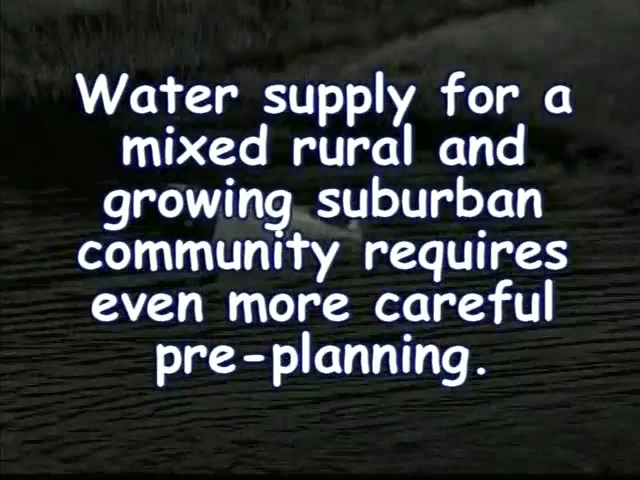 Water supply for a
mixed rural and
growing suburban
community requires
even more careful
pre-planning.